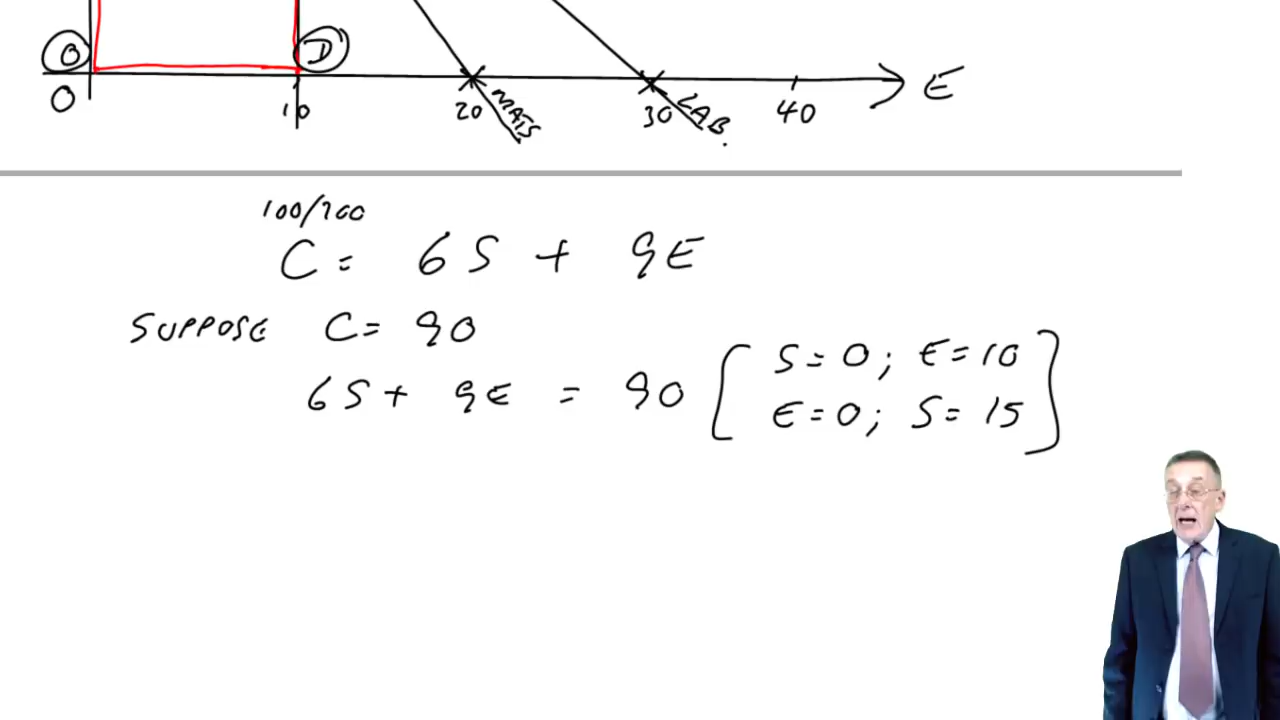 O D
O 10 20 MATS 30 LAB. 40 E
100/200
C = 6S + 9E
SUPPOSE C = 90
6S + 9E = 90 [ S = 0; E = 10
E = 0; S = 15 ]